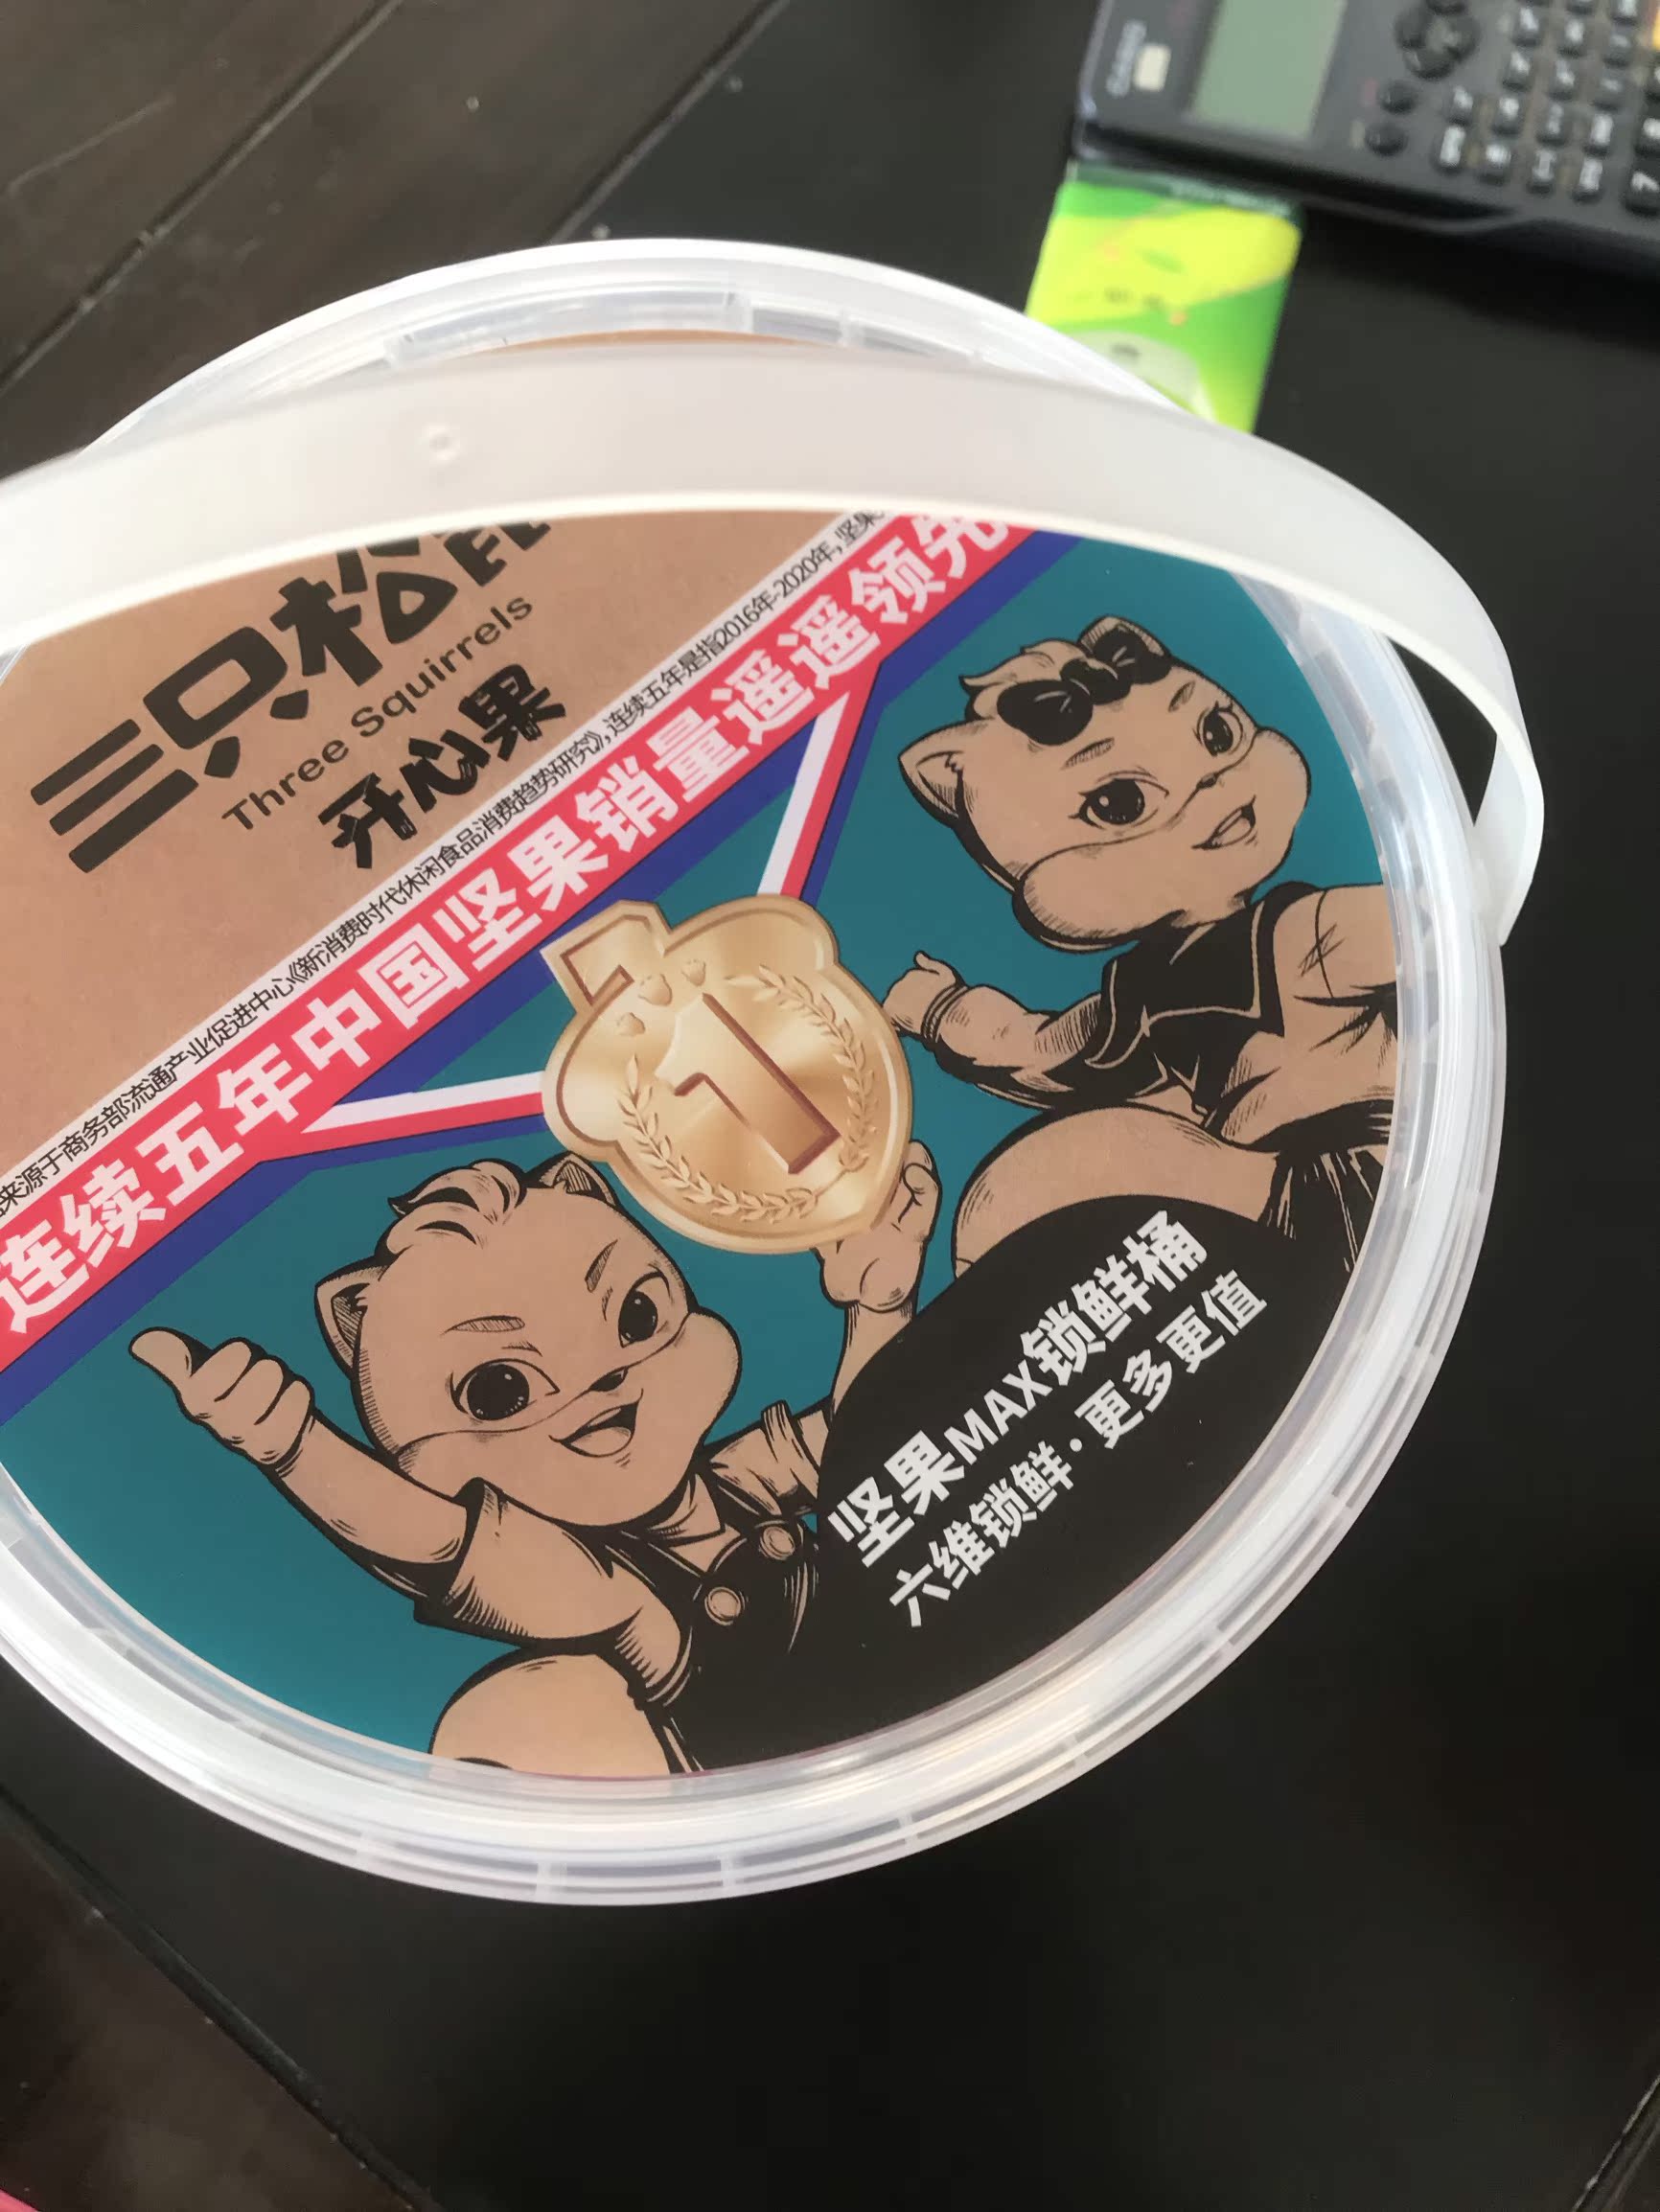 三只松鼠
Three Squirrels
开心果
来源于商务部流通产业促进中心《新消费时代休闲食品消费趋势研究》，连续五年是指2016年-2020年，坚果
连续五年中国坚果销量遥遥领先
1
坚果MAX锁鲜桶
六维锁鲜·更多更值
CASIO